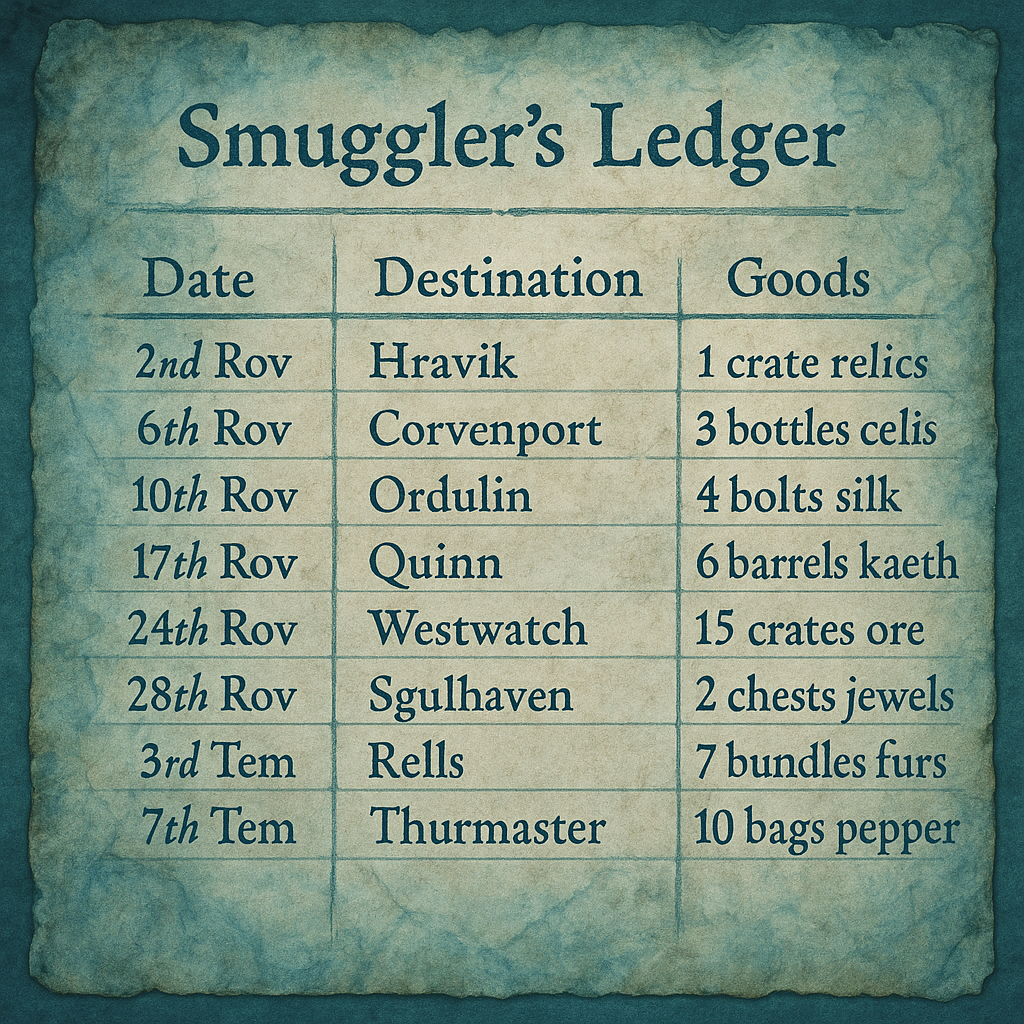 Smuggler's Ledger
Date Destination Goods
2nd Rov Hravik 1 crate relics
6th Rov Corvenport 3 bottles celis
10th Rov Ordulin 4 bolts silk
17th Rov Quinn 6 barrels kaeth
24th Rov Westwatch 15 crates ore
28th Rov Sgulhaven 2 chests jewels
3rd Tem Rells 7 bundles furs
7th Tem Thurmaster 10 bags pepper